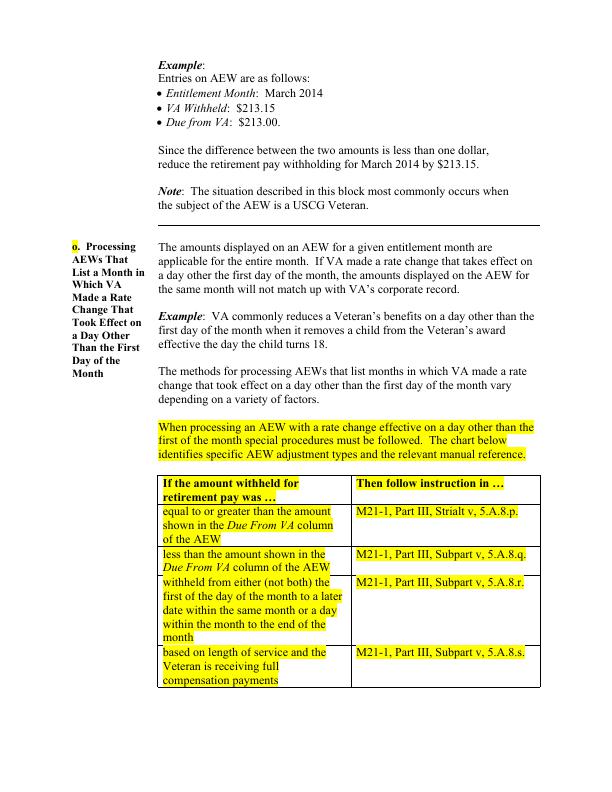 Example:
Entries on AEW are as follows:
• Entitlement Month:  March 2014
• VA Withheld:  $213.15
• Due from VA:  $213.00.
Since the difference between the two amounts is less than one dollar,
reduce the retirement pay withholding for March 2014 by $213.15.
Note:  The situation described in this block most commonly occurs when
the subject of the AEW is a USCG Veteran.
o.  Processing
AEWs That
List a Month in
Which VA
Made a Rate
Change That
Took Effect on
a Day Other
Than the First
Day of the
Month
The amounts displayed on an AEW for a given entitlement month are
applicable for the entire month.  If VA made a rate change that takes effect on
a day other the first day of the month, the amounts displayed on the AEW for
the same month will not match up with VA's corporate record.
Example:  VA commonly reduces a Veteran's benefits on a day other than the
first day of the month when it removes a child from the Veteran's award
effective the day the child turns 18.
The methods for processing AEWs that list months in which VA made a rate
change that took effect on a day other than the first day of the month vary
depending on a variety of factors.
When processing an AEW with a rate change effective on a day other than the
first of the month special procedures must be followed.  The chart below
identifies specific AEW adjustment types and the relevant manual reference.
If the amount withheld for
retirement pay was …
Then follow instruction in …
equal to or greater than the amount
shown in the Due From VA column
of the AEW
M21-1, Part III, Strialt v, 5.A.8.p.
less than the amount shown in the
Due From VA column of the AEW
M21-1, Part III, Subpart v, 5.A.8.q.
withheld from either (not both) the
first of the day of the month to a later
date within the same month or a day
within the month to the end of the
month
M21-1, Part III, Subpart v, 5.A.8.r.
based on length of service and the
Veteran is receiving full
compensation payments
M21-1, Part III, Subpart v, 5.A.8.s.